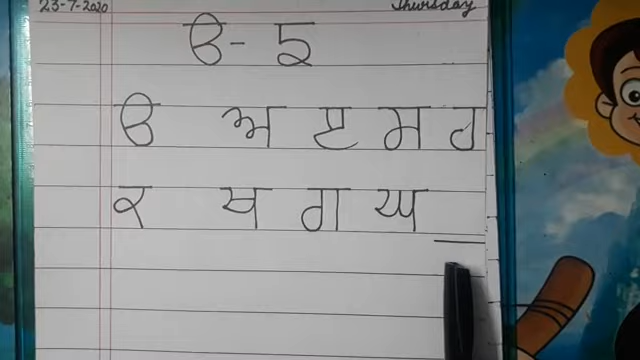 23-7-2020 Thursday
ੳ - ੜ
ੳ ਅ ੲ ਸ ਹ
ਕ ਖ ਗ ਘ _